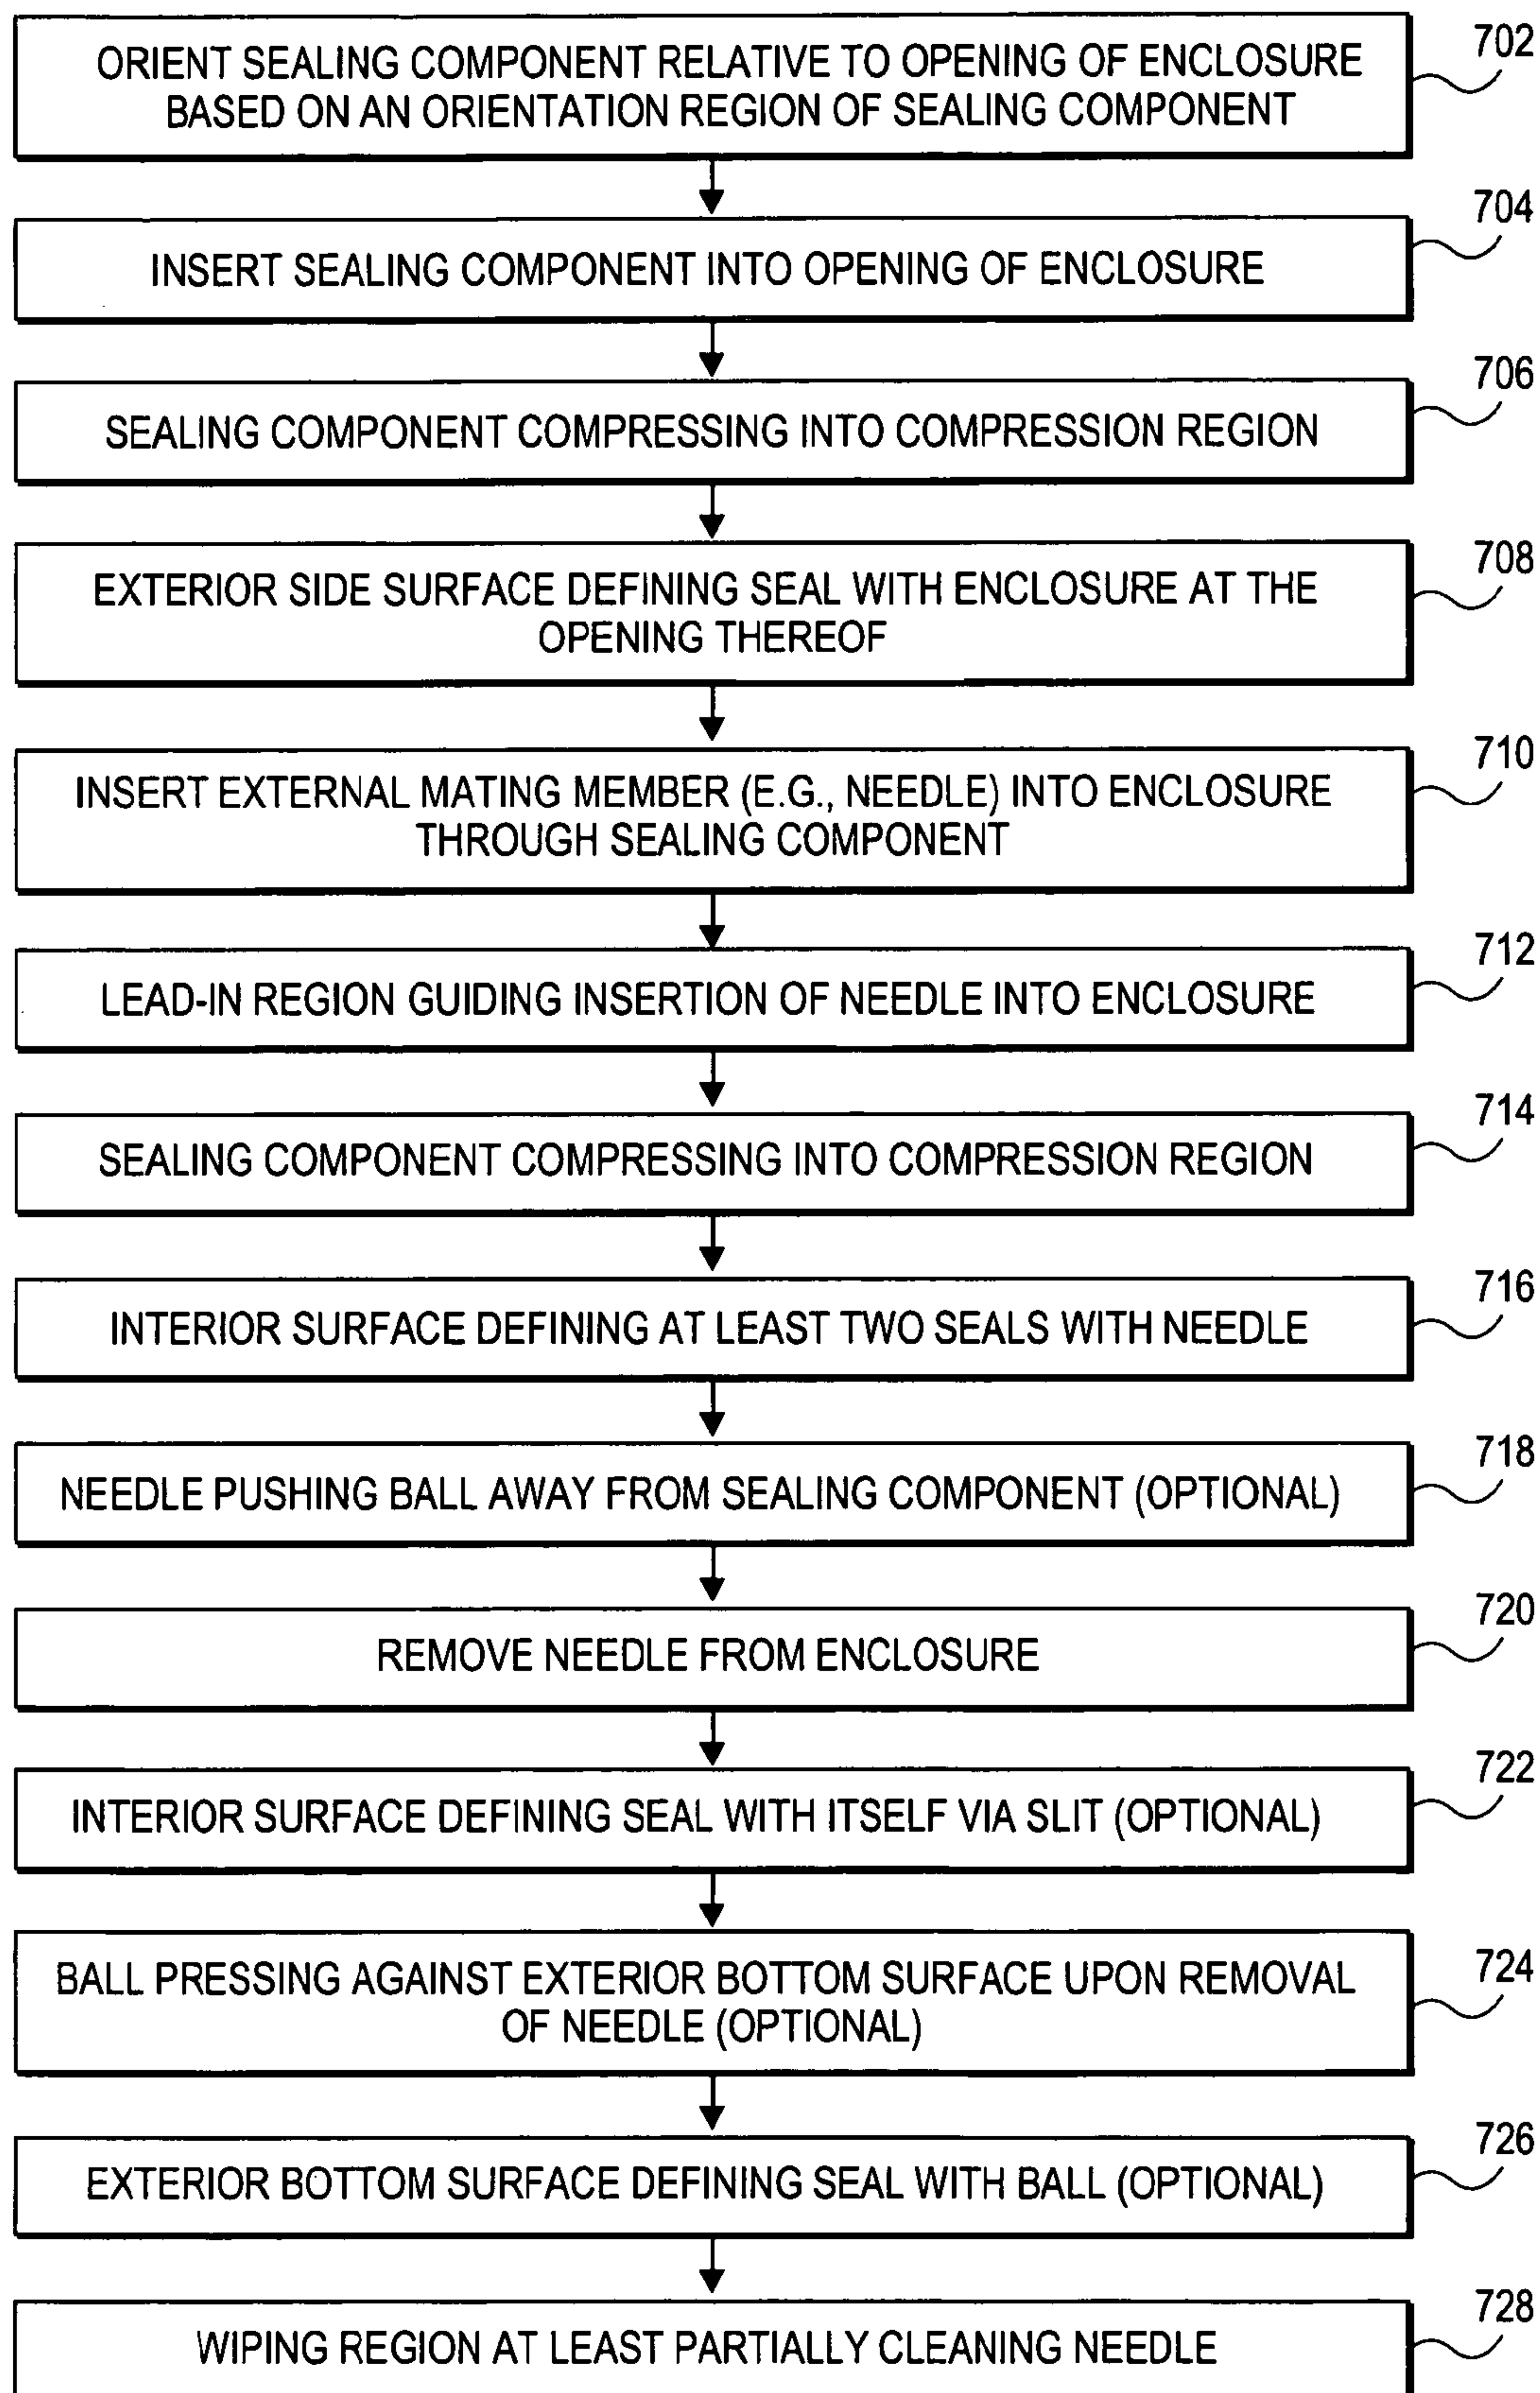 ORIENT SEALING COMPONENT RELATIVE TO OPENING OF ENCLOSURE
BASED ON AN ORIENTATION REGION OF SEALING COMPONENT
702
INSERT SEALING COMPONENT INTO OPENING OF ENCLOSURE
704
SEALING COMPONENT COMPRESSING INTO COMPRESSION REGION
706
EXTERIOR SIDE SURFACE DEFINING SEAL WITH ENCLOSURE AT THE
OPENING THEREOF
708
INSERT EXTERNAL MATING MEMBER (E.G., NEEDLE) INTO ENCLOSURE
THROUGH SEALING COMPONENT
710
LEAD-IN REGION GUIDING INSERTION OF NEEDLE INTO ENCLOSURE
712
SEALING COMPONENT COMPRESSING INTO COMPRESSION REGION
714
INTERIOR SURFACE DEFINING AT LEAST TWO SEALS WITH NEEDLE
716
NEEDLE PUSHING BALL AWAY FROM SEALING COMPONENT (OPTIONAL)
718
REMOVE NEEDLE FROM ENCLOSURE
720
INTERIOR SURFACE DEFINING SEAL WITH ITSELF VIA SLIT (OPTIONAL)
722
BALL PRESSING AGAINST EXTERIOR BOTTOM SURFACE UPON REMOVAL
OF NEEDLE (OPTIONAL)
724
EXTERIOR BOTTOM SURFACE DEFINING SEAL WITH BALL (OPTIONAL)
726
WIPING REGION AT LEAST PARTIALLY CLEANING NEEDLE
728